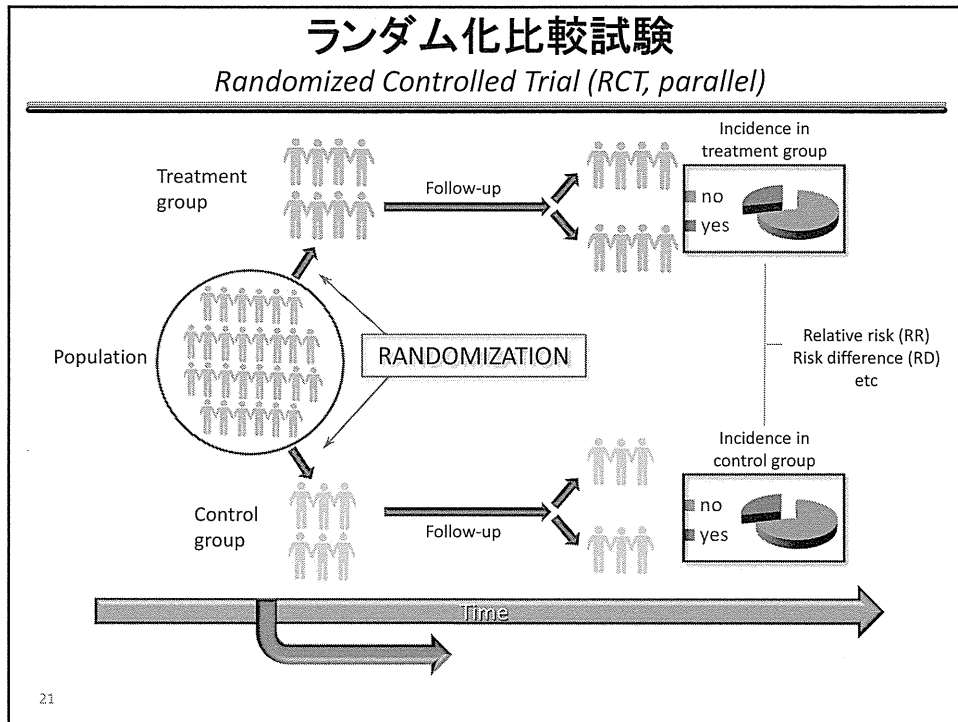 ランダム化比較試験
Randomized Controlled Trial (RCT, parallel)
Treatment
group
Follow-up
Incidence in
treatment group
no
yes
Population
RANDOMIZATION
Relative risk (RR)
Risk difference (RD)
etc
Control
group
Follow-up
Incidence in
control group
no
yes
Time
21